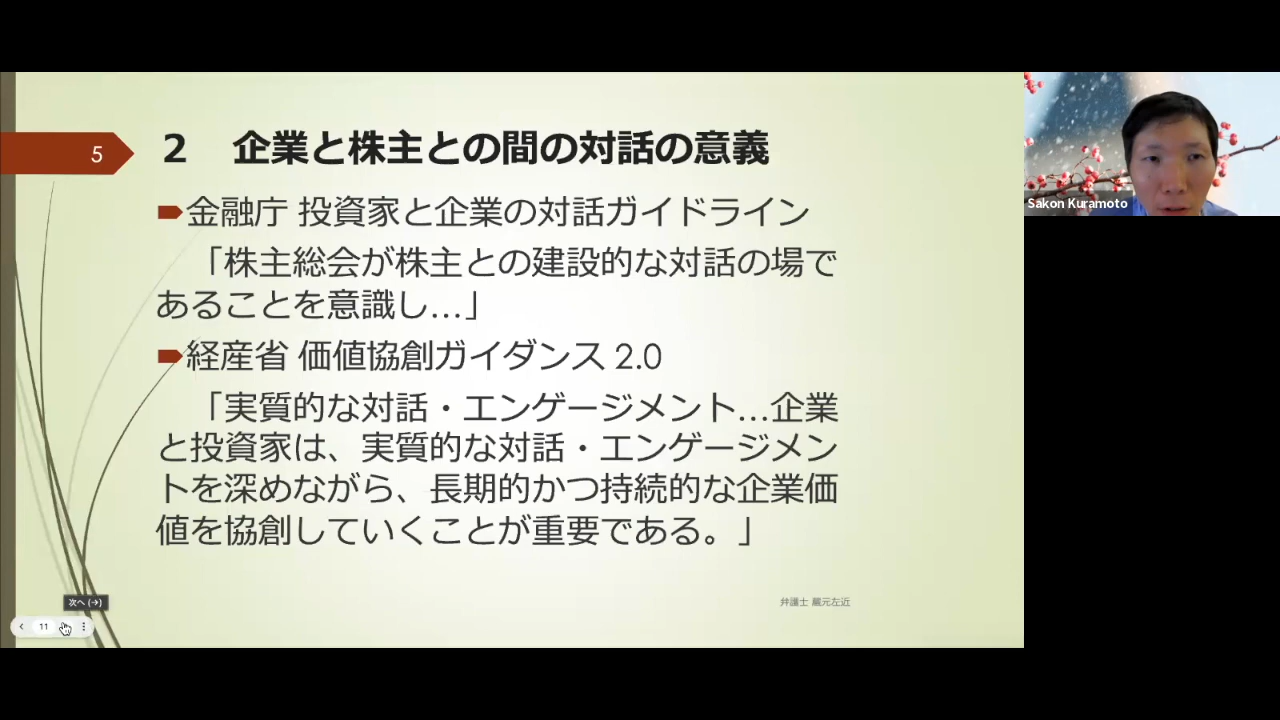 5
2 企業と株主との間の対話の意義
金融庁 投資家と企業の対話ガイドライン
「株主総会が株主との建設的な対話の場で
あることを意識し…」
経産省 価値協創ガイダンス 2.0
「実質的な対話・エンゲージメント…企業
と投資家は、実質的な対話・エンゲージメン
トを深めながら、長期的かつ持続的な企業価
値を協創していくことが重要である。」
弁護士 蔵元左近
次へ (→)
11
Sakon Kuramoto